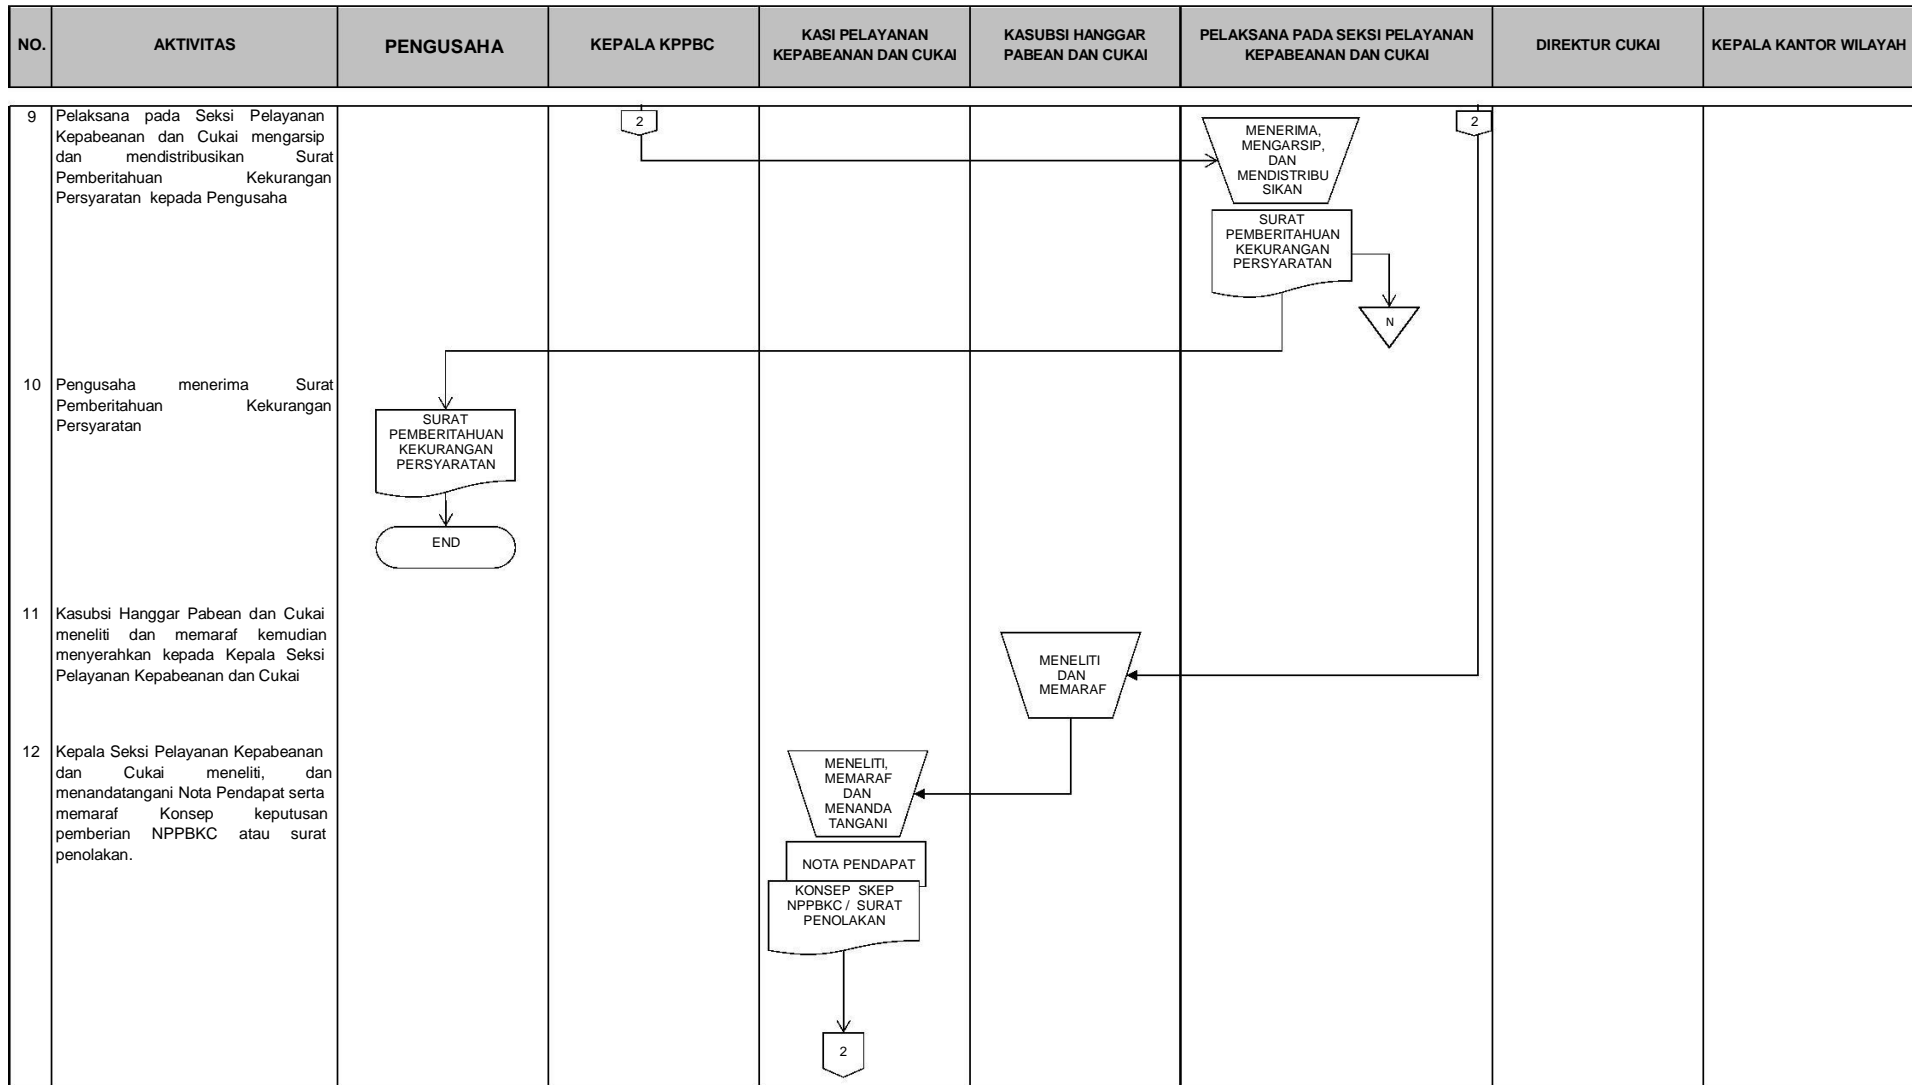 NO.
AKTIVITAS
PENGUSAHA
KEPALA KPPBC
KASI PELAYANAN
KEPABEANAN DAN CUKAI
KASUBSI HANGGAR
PABEAN DAN CUKAI
PELAKSANA PADA SEKSI PELAYANAN
KEPABEANAN DAN CUKAI
DIREKTUR CUKAI
KEPALA KANTOR WILAYAH
9
Pelaksana pada Seksi Pelayanan
Kepabeanan dan Cukai mengarsip
dan mendistribusikan Surat
Pemberitahuan Kekurangan
Persyaratan kepada Pengusaha
2
MENERIMA,
MENGARSIP,
DAN
MENDISTRIBU
SIKAN
2
SURAT
PEMBERITAHUAN
KEKURANGAN
PERSYARATAN
N
10
Pengusaha menerima Surat
Pemberitahuan Kekurangan
Persyaratan
SURAT
PEMBERITAHUAN
KEKURANGAN
PERSYARATAN
END
11
Kasubsi Hanggar Pabean dan Cukai
meneliti dan memaraf kemudian
menyerahkan kepada Kepala Seksi
Pelayanan Kepabeanan dan Cukai
MENELITI
DAN
MEMARAF
12
Kepala Seksi Pelayanan Kepabeanan
dan Cukai meneliti, dan
menandatangani Nota Pendapat serta
memaraf Konsep keputusan
pemberian NPPBKC atau surat
penolakan.
MENELITI,
MEMARAF
DAN
MENANDA
TANGANI
NOTA PENDAPAT
KONSEP SKEP
NPPBKC / SURAT
PENOLAKAN
2